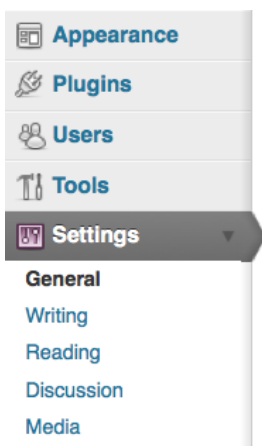 Appearance
Plugins
Users
Tools
Settings
General
Writing
Reading
Discussion
Media